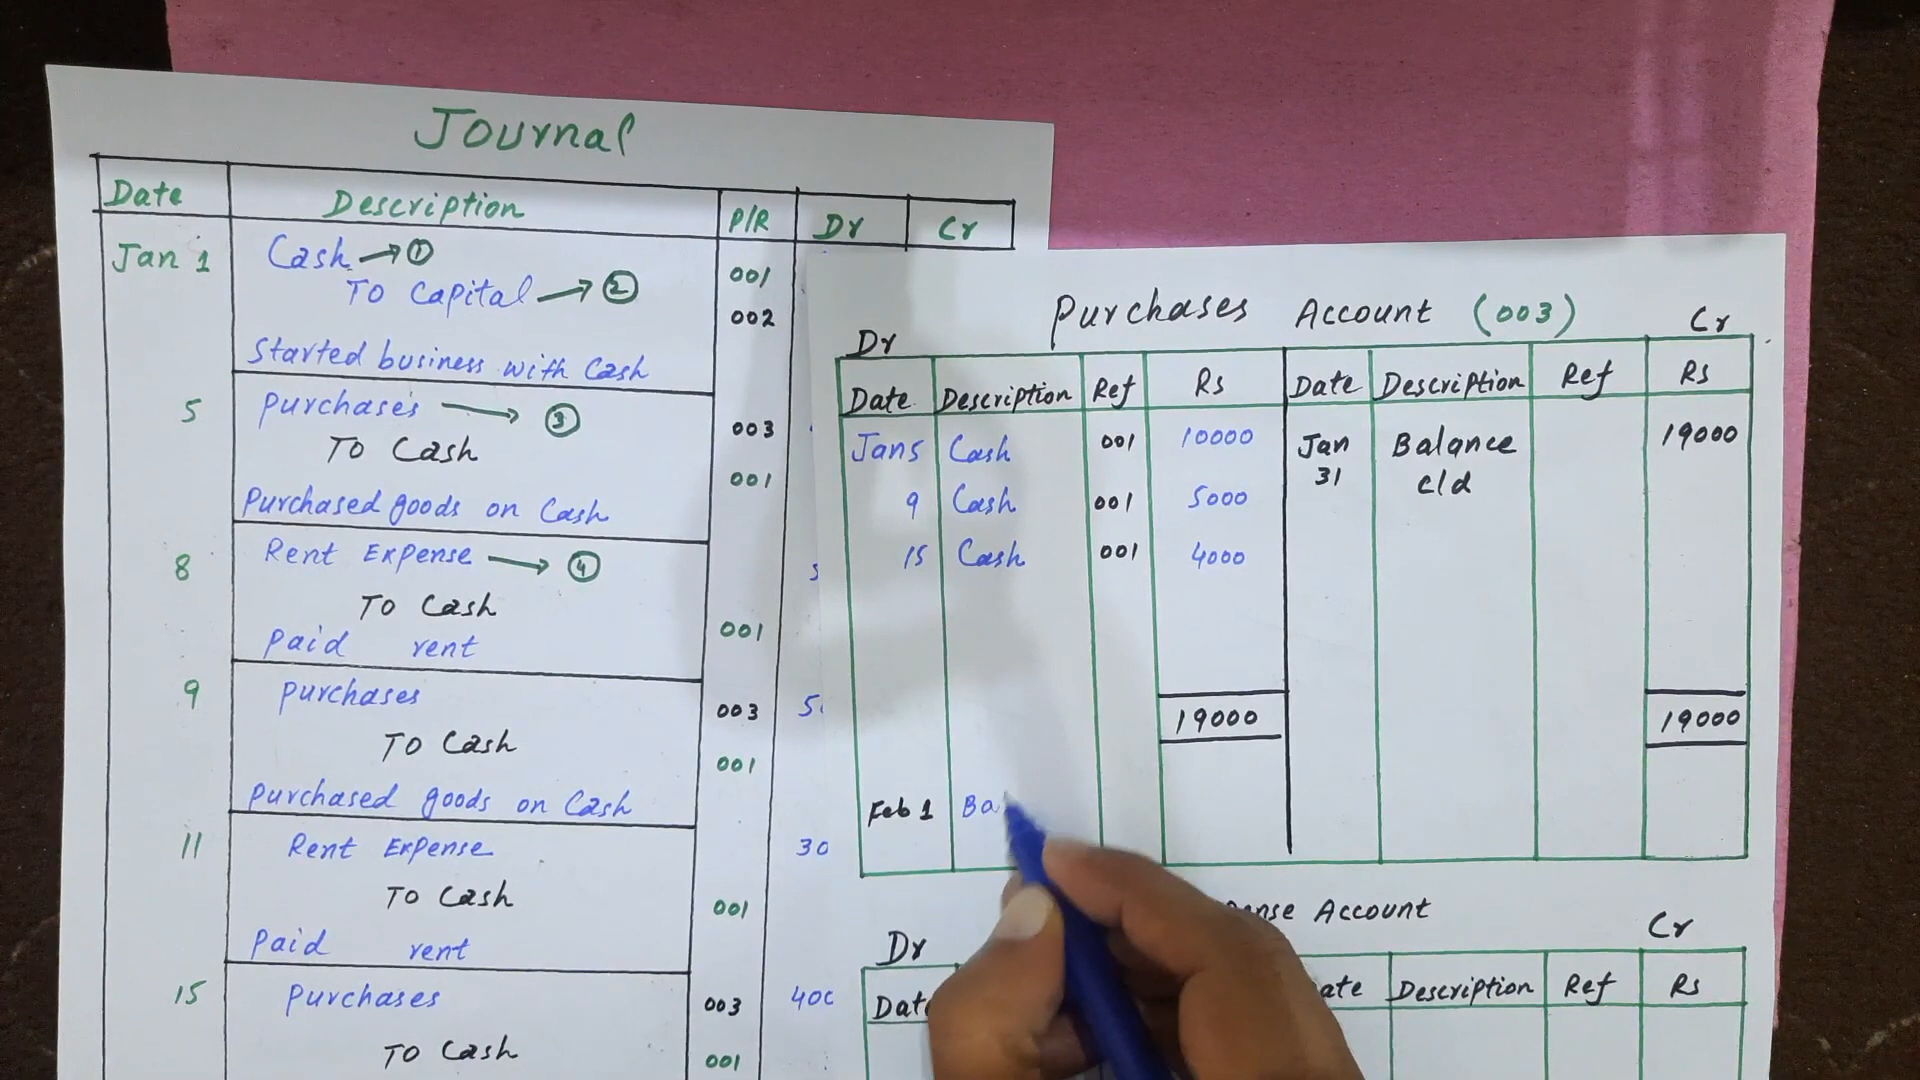 Journal
Date Description P/R Dr Cr
Jan 1 Cash → ① 001
To Capital → ② 002
Started business with Cash
5 Purchases → ③ 003
To Cash 001
Purchased goods on Cash
8 Rent Expense → ④
To Cash 001
Paid rent
9 Purchases 003
To Cash 001
Purchased goods on Cash
11 Rent Expense 30
To Cash 001
Paid rent
15 Purchases 003
To Cash 001
Purchases Account (003)
Dr Cr
Date Description Ref Rs Date Description Ref Rs
Jan 5 Cash 001 10000 Jan 31 Balance c/d 19000
9 Cash 001 5000
15 Cash 001 4000
19000 19000
Feb 1 Ba
Account
Dr Cr
Description Ref Rs